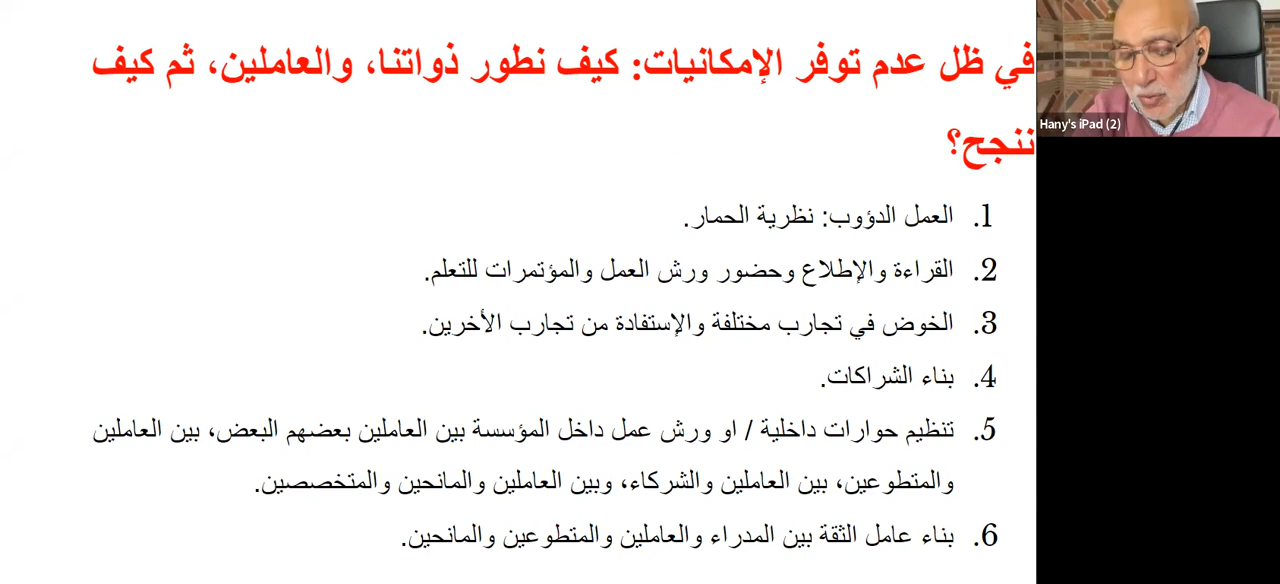 في ظل عدم توفر الإمكانيات: كيف نطور ذواتنا، والعاملين، ثم كيف
ننجح؟
1. العمل الدؤوب: نظرية الحمار.
2. القراءة والإطلاع وحضور ورش العمل والمؤتمرات للتعلم.
3. الخوض في تجارب مختلفة والإستفادة من تجارب الأخرين.
4. بناء الشراكات.
5. تنظيم حوارات داخلية / او ورش عمل داخل المؤسسة بين العاملين بعضهم البعض، بين العاملين
والمتطوعين، بين العاملين والشركاء، وبين العاملين والمانحين والمتخصصين.
6. بناء عامل الثقة بين المدراء والعاملين والمتطوعين والمانحين.
Hany's iPad (2)